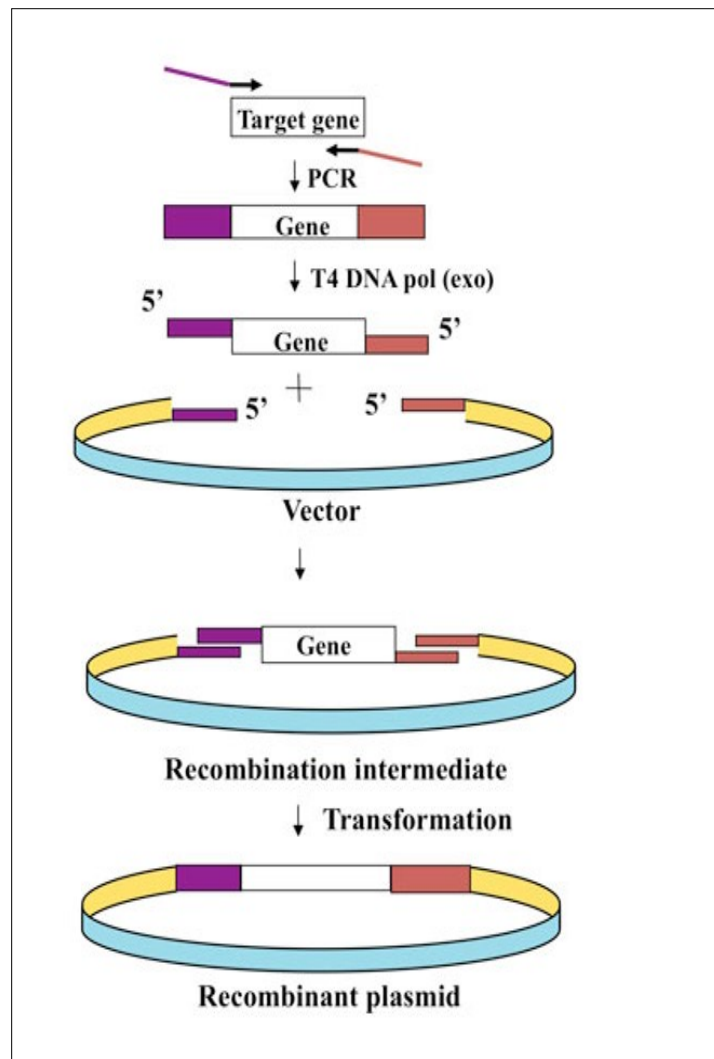 Target gene
PCR
Gene
T4 DNA pol (exo)
5’
5’
Gene
+
5’
5’
Vector
Gene
Recombination intermediate
Transformation
Recombinant plasmid